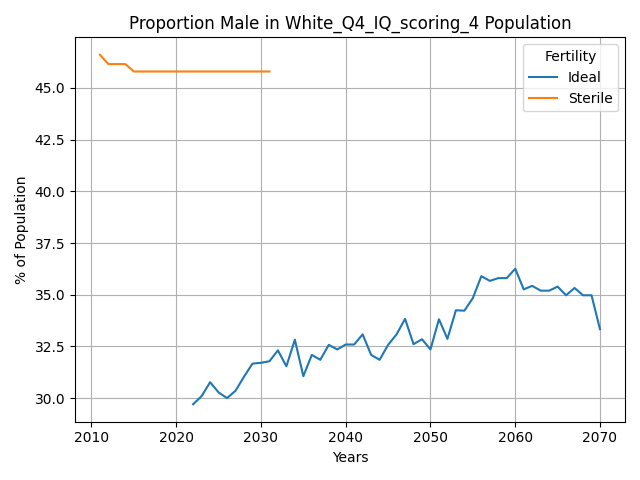 Proportion Male in White_Q4_IQ_scoring_4 Population
Fertility
Ideal
Sterile
% of Population
45.0
42.5
40.0
37.5
35.0
32.5
30.0
2010 2020 2030 2040 2050 2060 2070
Years